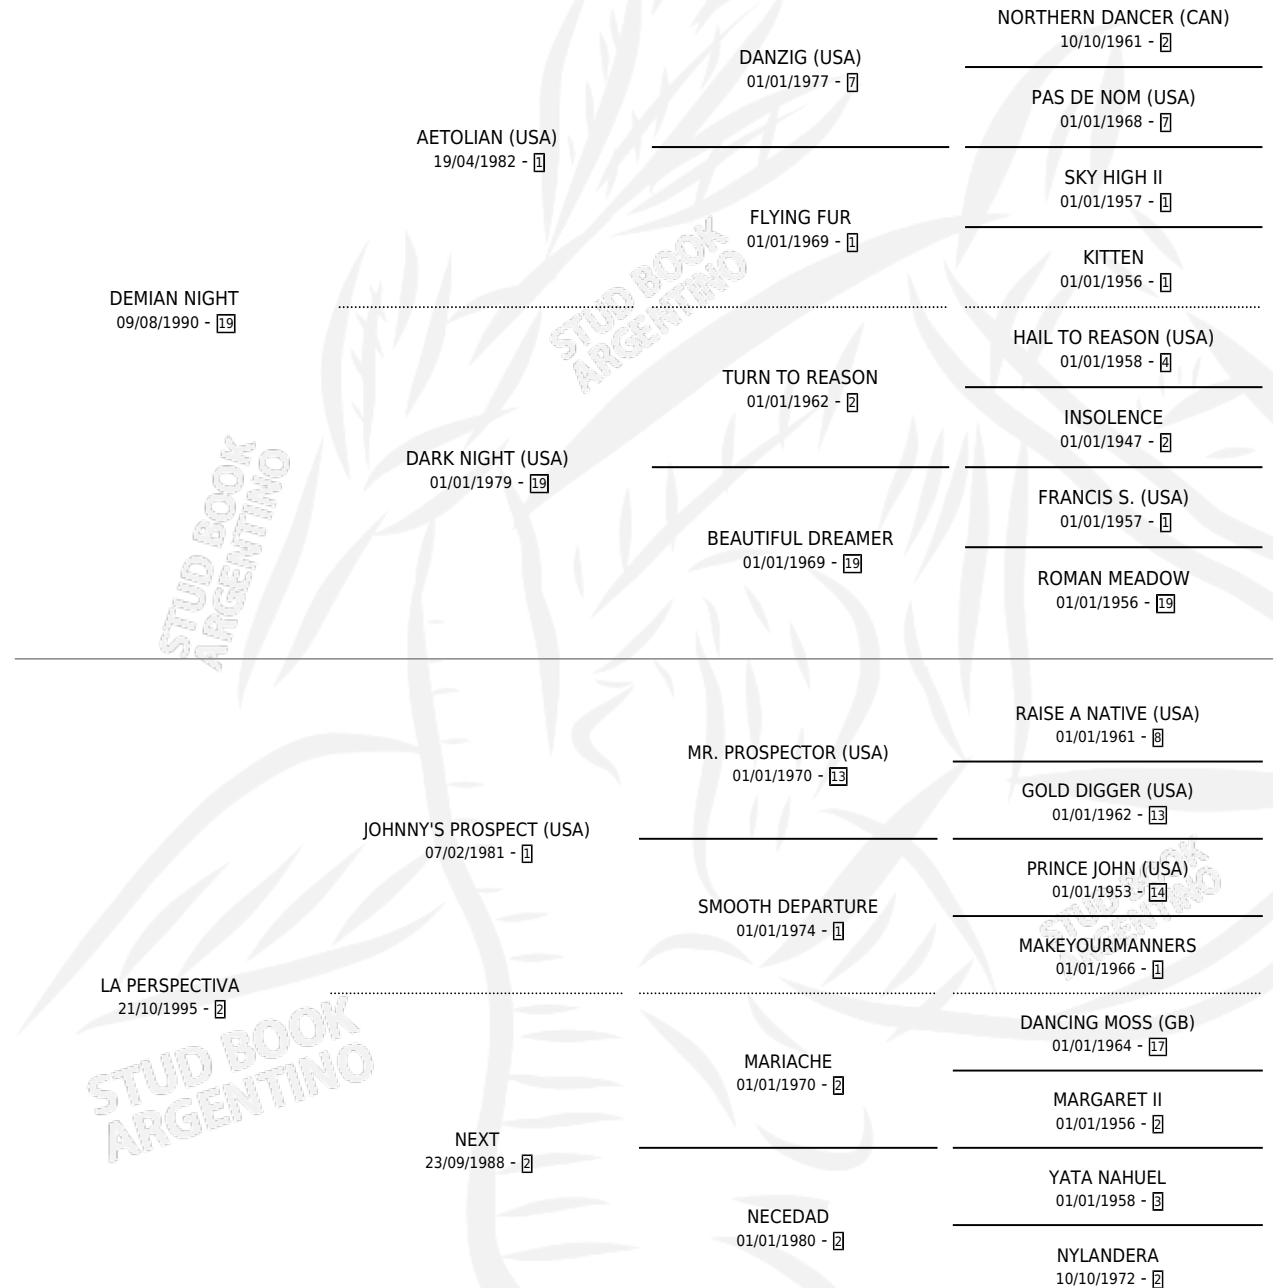 NORTHERN DANCER (CAN)
10/10/1961 - 2
DANZIG (USA)
01/01/1977 - 7
PAS DE NOM (USA)
01/01/1968 - 7
AETOLIAN (USA)
19/04/1982 - 1
SKY HIGH II
01/01/1957 - 1
FLYING FUR
01/01/1969 - 1
KITTEN
01/01/1956 - 1
DEMIAN NIGHT
09/08/1990 - 19
HAIL TO REASON (USA)
01/01/1958 - 4
TURN TO REASON
01/01/1962 - 2
INSOLENCE
01/01/1947 - 2
DARK NIGHT (USA)
01/01/1979 - 19
FRANCIS S. (USA)
01/01/1957 - 1
BEAUTIFUL DREAMER
01/01/1969 - 19
ROMAN MEADOW
01/01/1956 - 19
RAISE A NATIVE (USA)
01/01/1961 - 8
MR. PROSPECTOR (USA)
01/01/1970 - 13
GOLD DIGGER (USA)
01/01/1962 - 13
JOHNNY'S PROSPECT (USA)
07/02/1981 - 1
PRINCE JOHN (USA)
01/01/1953 - 14
SMOOTH DEPARTURE
01/01/1974 - 1
MAKEYOURMANNERS
01/01/1966 - 1
LA PERSPECTIVA
21/10/1995 - 2
DANCING MOSS (GB)
01/01/1964 - 17
MARIACHE
01/01/1970 - 2
MARGARET II
01/01/1956 - 2
NEXT
23/09/1988 - 2
YATA NAHUEL
01/01/1958 - 3
NECEDAD
01/01/1980 - 2
NYLANDERA
10/10/1972 - 2
STUD BOOK
ARGENTINO
STUD BOOK
ARGENTINO
STUD BOOK
ARGENTINO
STUD BOOK
ARGENTINO